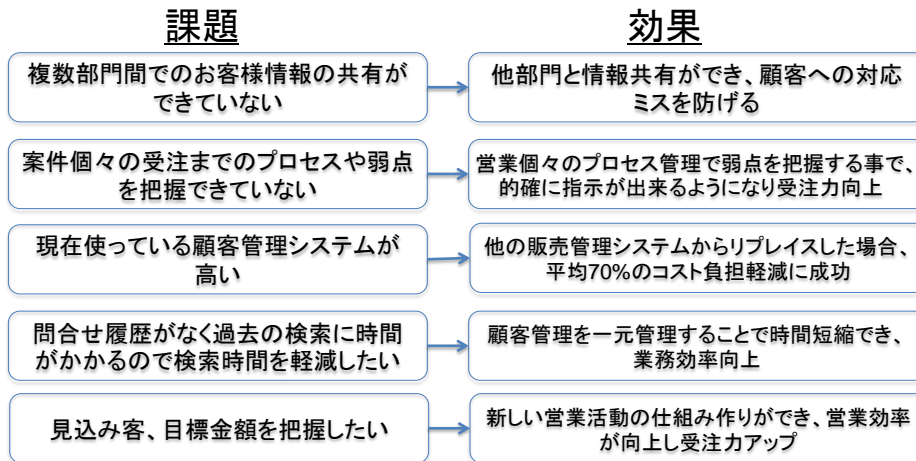 課題
効果
複数部門間でのお客様情報の共有が
できていない
他部門と情報共有ができ、顧客への対応
ミスを防げる
案件個々の受注までのプロセスや弱点
を把握できていない
営業個々のプロセス管理で弱点を把握する事で、
的確に指示が出来るようになり受注力向上
現在使っている顧客管理システムが
高い
他の販売管理システムからリプレイスした場合、
平均70%のコスト負担軽減に成功
問合せ履歴がなく過去の検索に時間
がかかるので検索時間を軽減したい
顧客管理を一元管理することで時間短縮でき、
業務効率向上
見込み客、目標金額を把握したい
新しい営業活動の仕組み作りができ、営業効率
が向上し受注力アップ